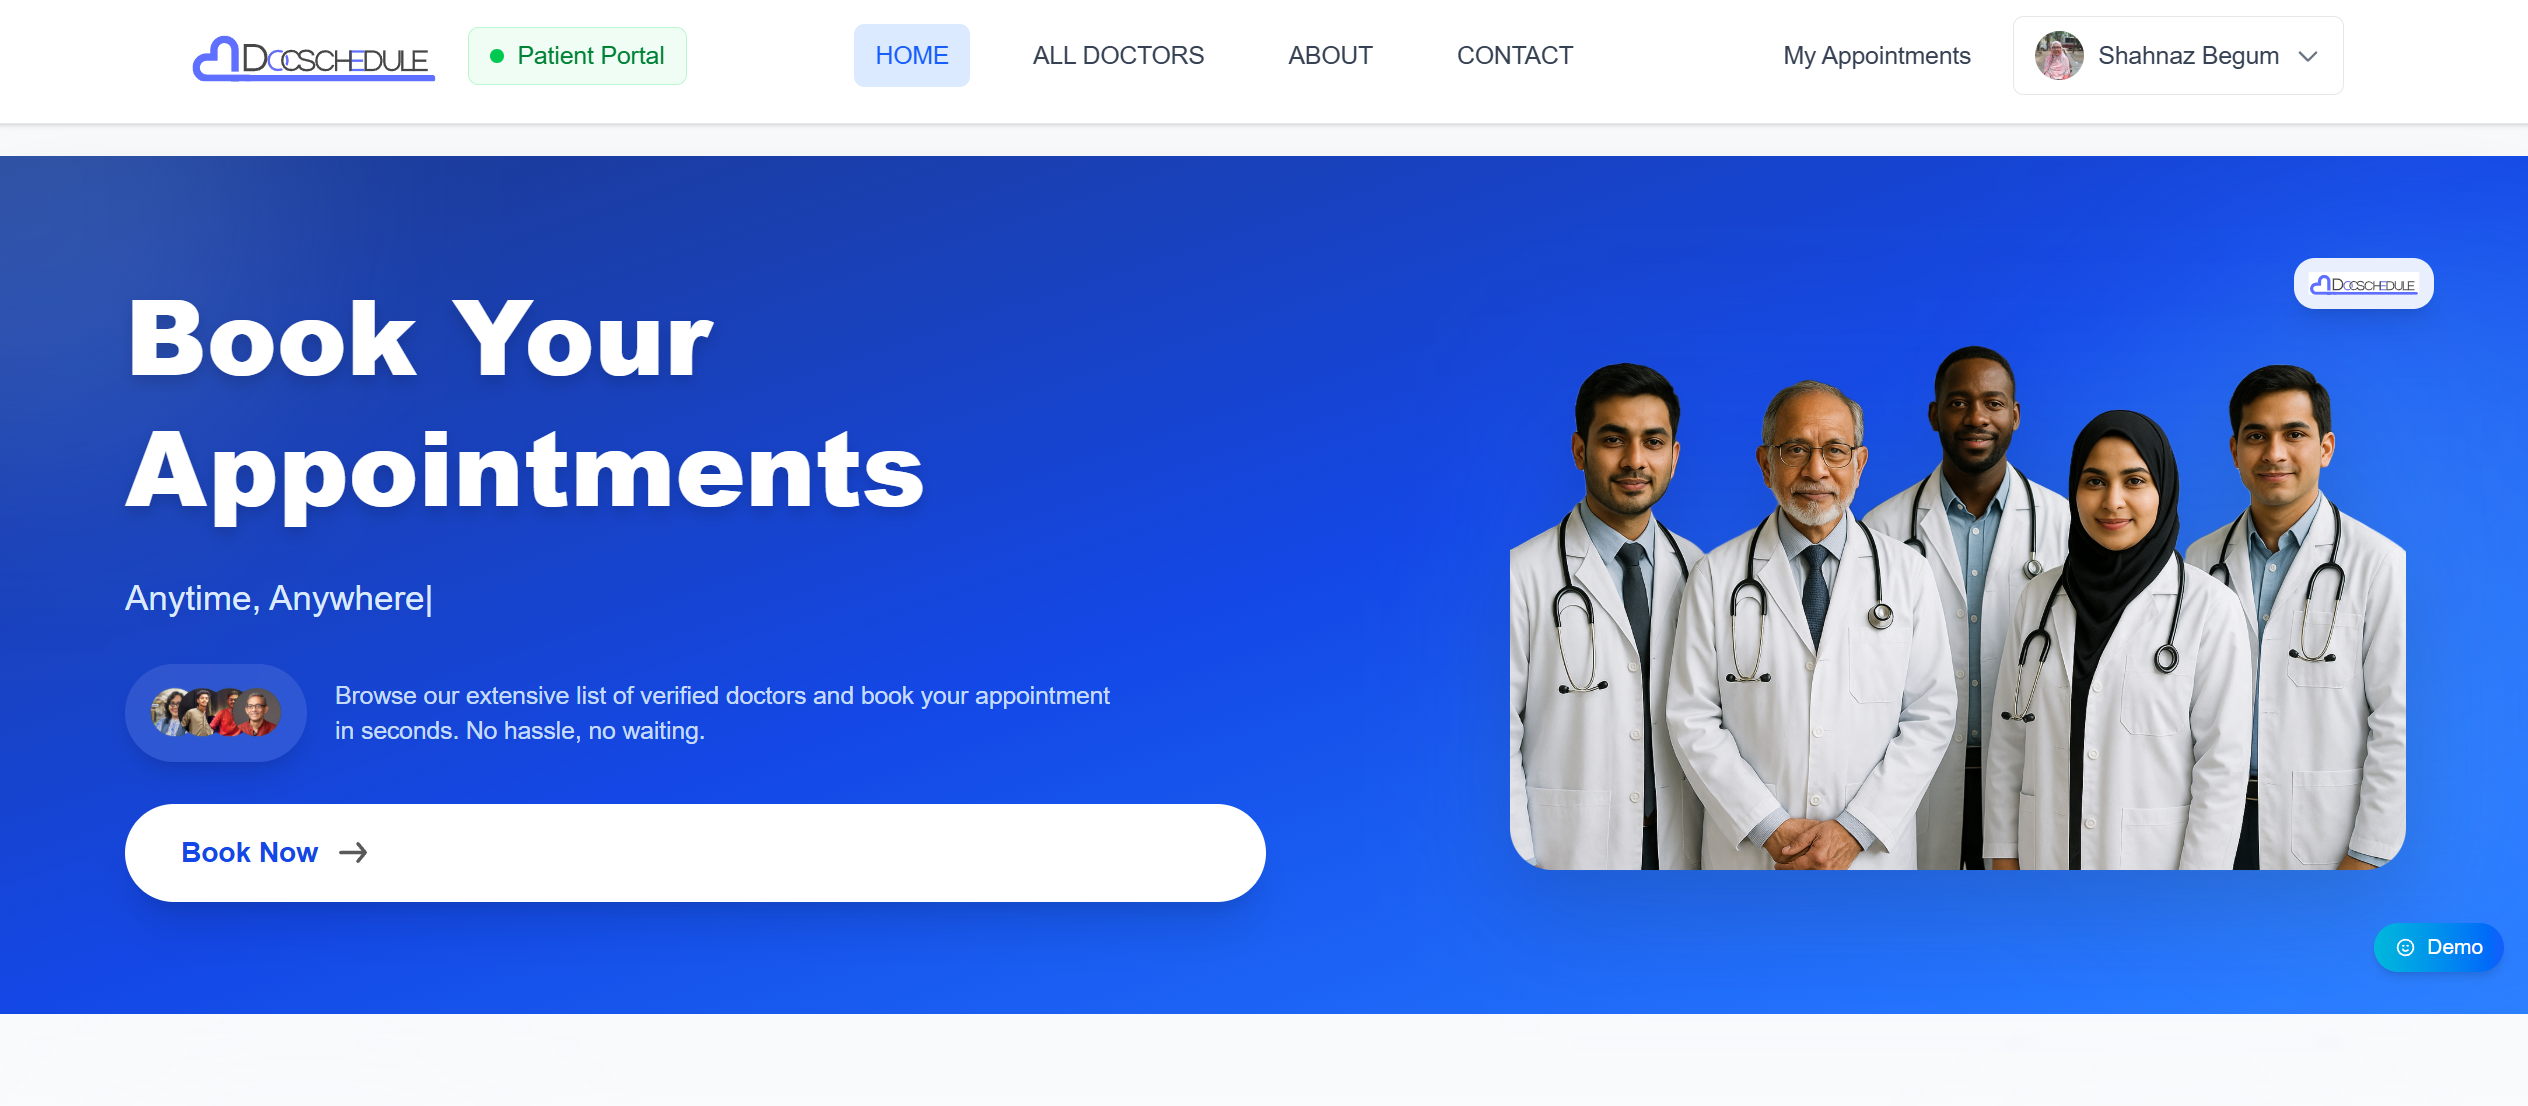 DOCSCHEDULE
Patient Portal
HOME
ALL DOCTORS
ABOUT
CONTACT
My Appointments
Shahnaz Begum
DOCSCHEDULE
Book Your
Appointments
Anytime, Anywhere|
Browse our extensive list of verified doctors and book your appointment
in seconds. No hassle, no waiting.
Book Now
Demo